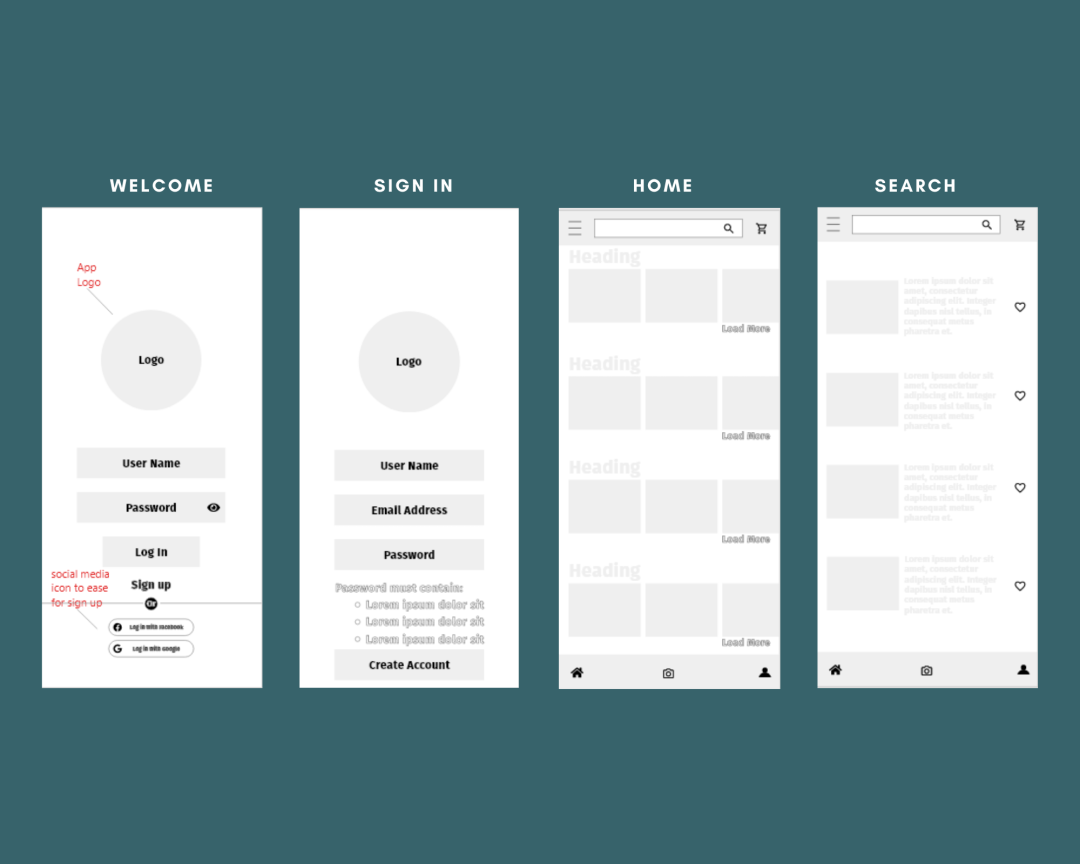 WELCOME
App
Logo
Logo
User Name
Password
Log In
social media
icon to ease
for sign up
Sign up
Or
Log in with Facebook
Log in with Google
SIGN IN
Logo
User Name
Email Address
Password
Password must contain:
Lorem ipsum dolor sit
Lorem ipsum dolor sit
Lorem ipsum dolor sit
Create Account
HOME
Heading
Load More
Heading
Load More
Heading
Load More
Heading
Load More
SEARCH
Lorem ipsum dolor sit
amet, consectetur
adipiscing elit. Integer
dapibus nisi tellus, in
consequat metus
pharetra et.
Lorem ipsum dolor sit
amet, consectetur
adipiscing elit. Integer
dapibus nisi tellus, in
consequat metus
pharetra et.
Lorem ipsum dolor sit
amet, consectetur
adipiscing elit. Integer
dapibus nisi tellus, in
consequat metus
pharetra et.
Lorem ipsum dolor sit
amet, consectetur
adipiscing elit. Integer
dapibus nisi tellus, in
consequat metus
pharetra et.